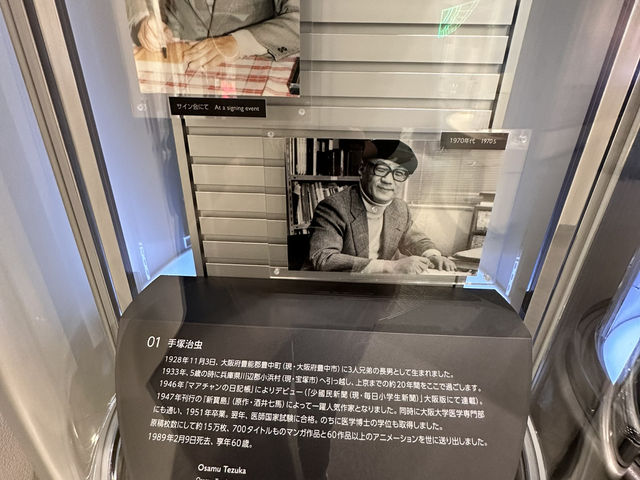 サイン会にて At a signing event
1970年代 1970s
01 手塚治虫
1928年11月3日、大阪府豊能郡豊中町(現・大阪府豊中市)に3人兄弟の長男として生まれました。
1933年、5歳の時に兵庫県川辺郡小浜村(現・宝塚市)へ引っ越し、上京までの約20年間をここで過ごします。
1946年『マアチャンの日記帳』によりデビュー(『少國民新聞(現・毎日小学生新聞)』大阪版にて連載)。
1947年刊行の『新寶島』(原作・酒井七馬)によって一躍人気作家となりました。同時に大阪大学医学専門部
にも通い、1951年卒業。翌年、医師国家試験に合格。のちに医学博士の学位も取得しました。
原稿枚数にして約15万枚、700タイトルものマンガ作品と60作品以上のアニメーションを世に送り出しました。
1989年2月9日死去、享年60歳。
Osamu Tezuka